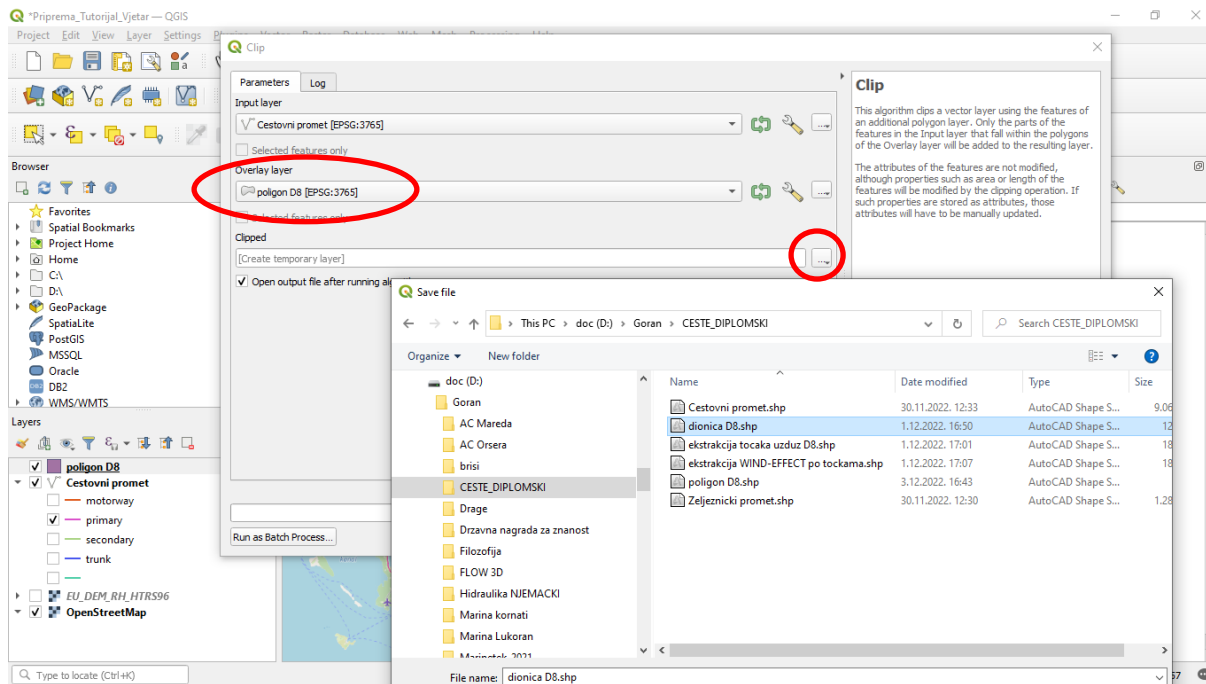 *Priprema_Tutorijal_Vjetar — QGIS
Project Edit View Layer Settings
Clip
Parameters Log
Input layer
Cestovni promet [EPSG:3765]
Selected features only
Overlay layer
poligon D8 [EPSG:3765]
Selected features only
Clipped
[Create temporary layer]
Open output file after running
Run as Batch Process...
Clip
This algorithm clips a vector layer using the features of
an additional polygon layer. Only the parts of the
features in the Input layer that fall within the polygons
of the Overlay layer will be added to the resulting layer.
The attributes of the features are not modified,
although properties such as area or length of the
features will be modified by the clipping operation. If
such properties are stored as attributes, those
attributes will have to be manually updated.
Browser
Favorites
Spatial Bookmarks
Project Home
Home
C:\
D:\
GeoPackage
SpatiaLite
PostGIS
MSSQL
Oracle
DB2
WMS/WMTS
Layers
poligon D8
Cestovni promet
motorway
primary
secondary
trunk
EU_DEM_RH_HTRS96
OpenStreetMap
Type to locate (Ctrl+K)
Save file
This PC > doc (D:) > Goran > CESTE_DIPLOMSKI
Search CESTE_DIPLOMSKI
Organize New folder
doc (D:)
Goran
AC Mareda
AC Orsera
brisi
CESTE_DIPLOMSKI
Drage
Drzavna nagrada za znanost
Filozofija
FLOW 3D
Hidraulika NJEMACKI
Marina kornati
Marina Lukoran
Name Date modified Type Size
Cestovni promet.shp 30.11.2022. 12:33 AutoCAD Shape S... 9.06
dionica D8.shp 1.12.2022. 16:50 AutoCAD Shape S... 12
ekstrakcija tocaka uzduz D8.shp 1.12.2022. 17:01 AutoCAD Shape S... 18
ekstrakcija WIND-EFFECT po tockama.shp 1.12.2022. 17:07 AutoCAD Shape S... 18
poligon D8.shp 3.12.2022. 16:43 AutoCAD Shape S...
Zeljeznicki promet.shp 30.11.2022. 12:30 AutoCAD Shape S... 1.28
File name: dionica D8.shp
57